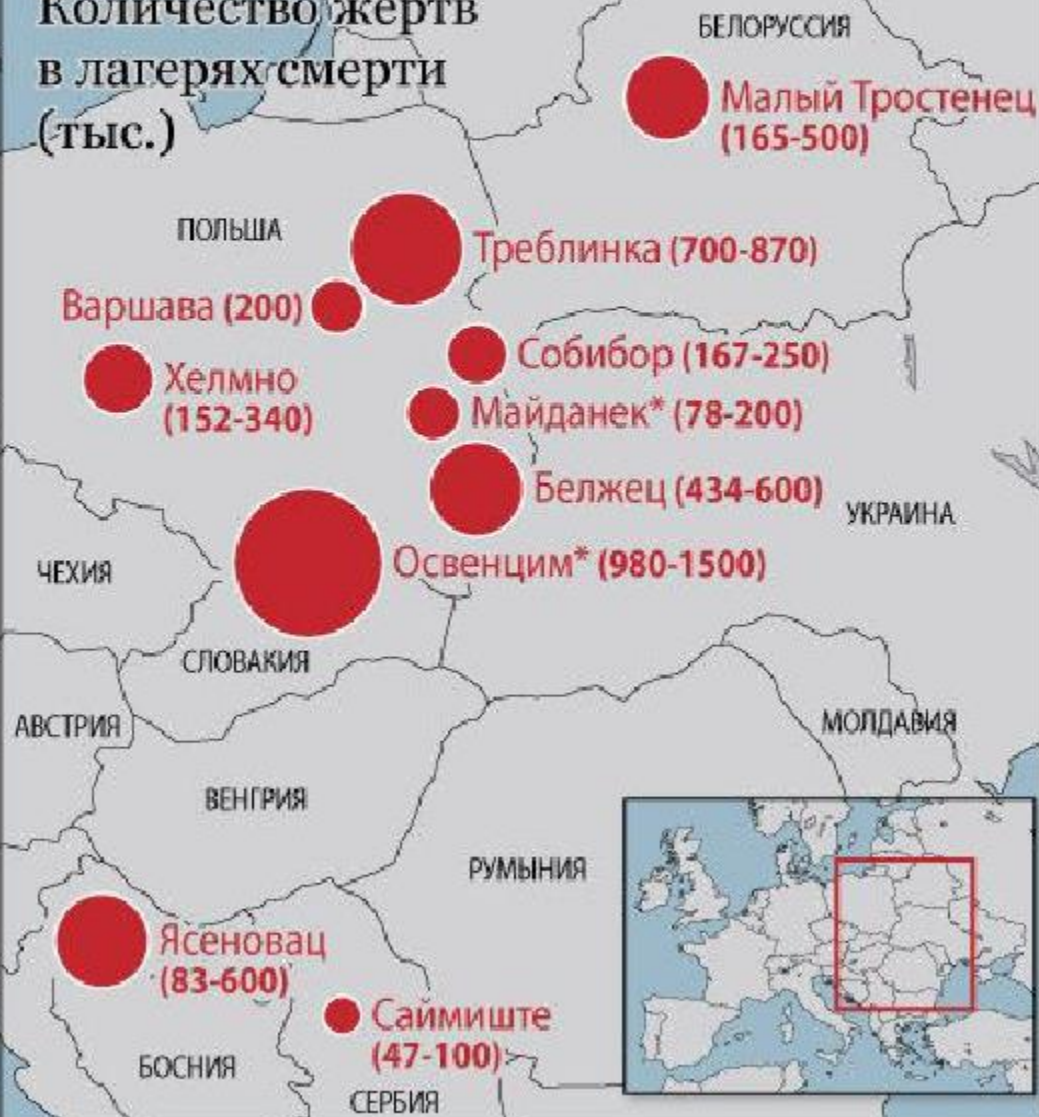 Количество жертв
в лагерях смерти
(тыс.)
БЕЛОРУССИЯ
Малый Тростенец
(165-500)
ПОЛЬША
Треблинка (700-870)
Варшава (200)
Собибор (167-250)
Хелмно
(152-340)
Майданек* (78-200)
Белжец (434-600)
УКРАИНА
Освенцим* (980-1500)
ЧЕХИЯ
СЛОВАКИЯ
АВСТРИЯ
МОЛДАВИЯ
ВЕНГРИЯ
РУМЫНИЯ
Ясеновац
(83-600)
Саймиште
(47-100)
БОСНИЯ
СЕРБИЯ